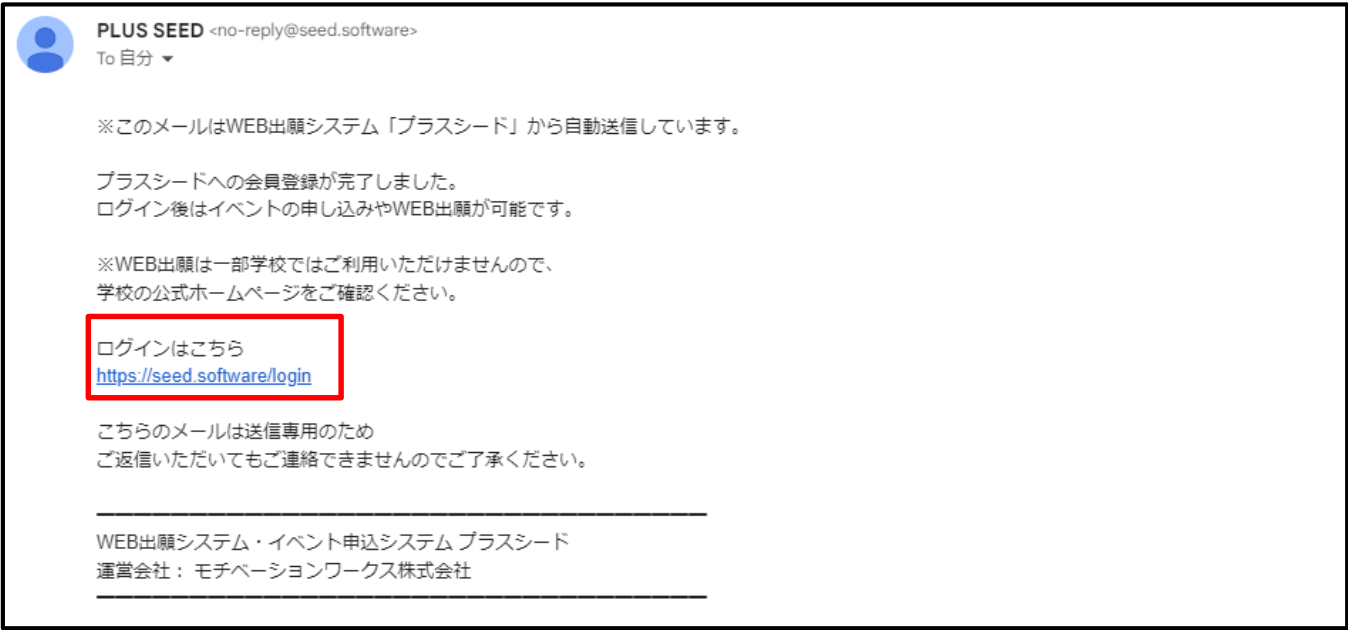 PLUS SEED <no-reply@seed.software>
To 自分
※このメールはWEB出願システム「プラスシード」から自動送信しています。
プラスシードへの会員登録が完了しました。
ログイン後はイベントの申し込みやWEB出願が可能です。
※WEB出願は一部学校ではご利用いただけませんので、
学校の公式ホームページをご確認ください。
ログインはこちら
https://seed.software/login
こちらのメールは送信専用のため
ご返信いただいてもご連絡できませんのでご了承ください。
WEB出願システム・イベント申込システム プラスシード
運営会社： モチベーションワークス株式会社